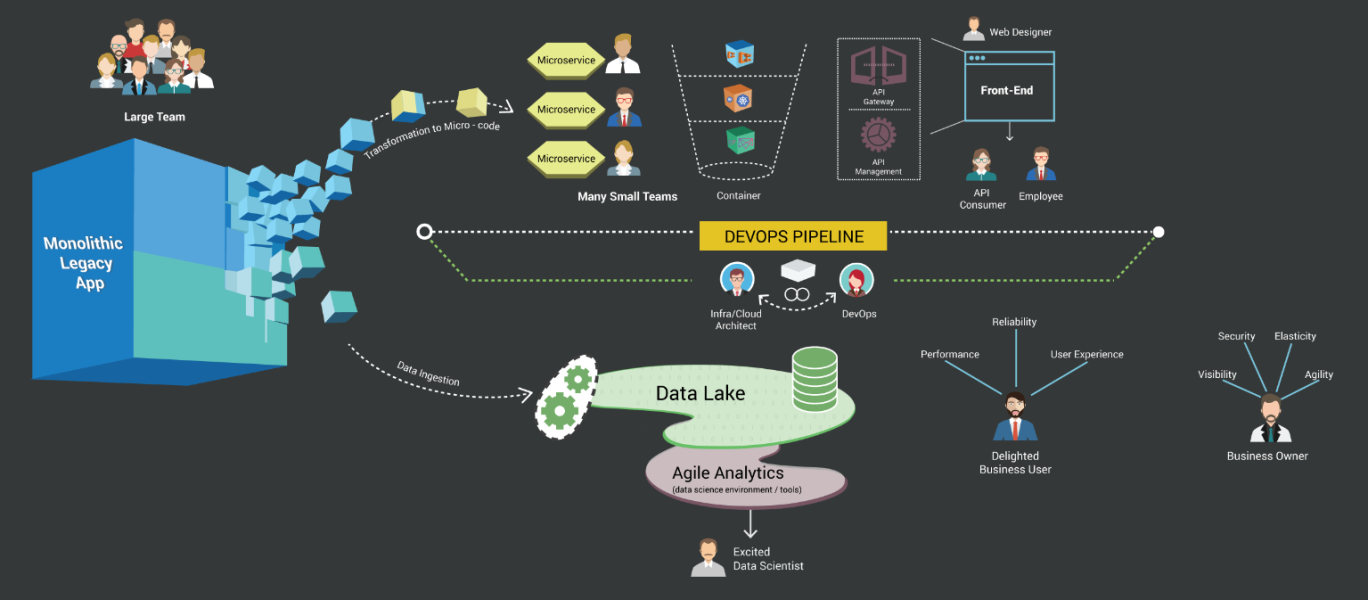 Large Team
Monolithic
Legacy
App
Transformation to Micro - code
Microservice
Microservice
Microservice
Many Small Teams
Container
API
Gateway
API
Management
Web Designer
Front-End
API
Consumer
Employee
DEVOPS PIPELINE
Infra/Cloud
Architect
DevOps
Data Ingestion
Data Lake
Agile Analytics
(data science environment / tools)
Excited
Data Scientist
Performance
Reliability
User Experience
Delighted
Business User
Visibility
Security
Elasticity
Agility
Business Owner